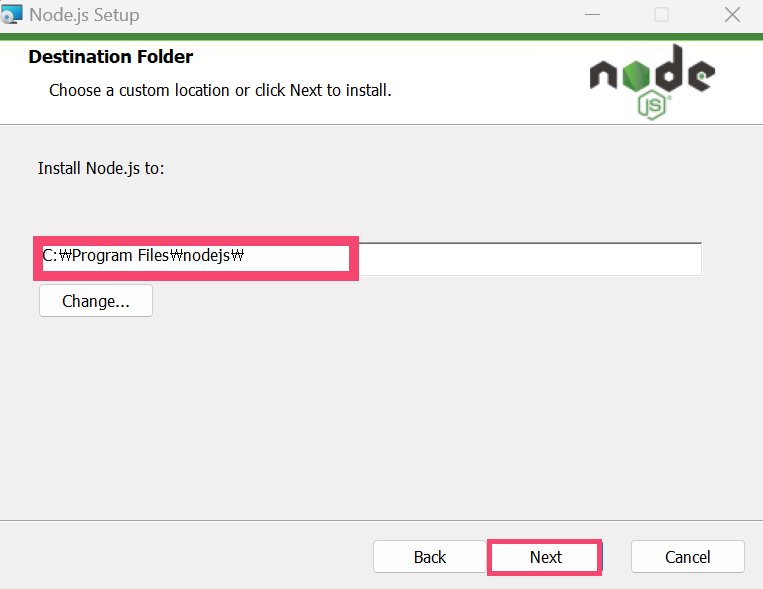 Node.js Setup
Destination Folder
Choose a custom location or click Next to install.
node
JS
Install Node.js to:
C:₩Program Files₩nodejs₩
Change...
Back Next Cancel